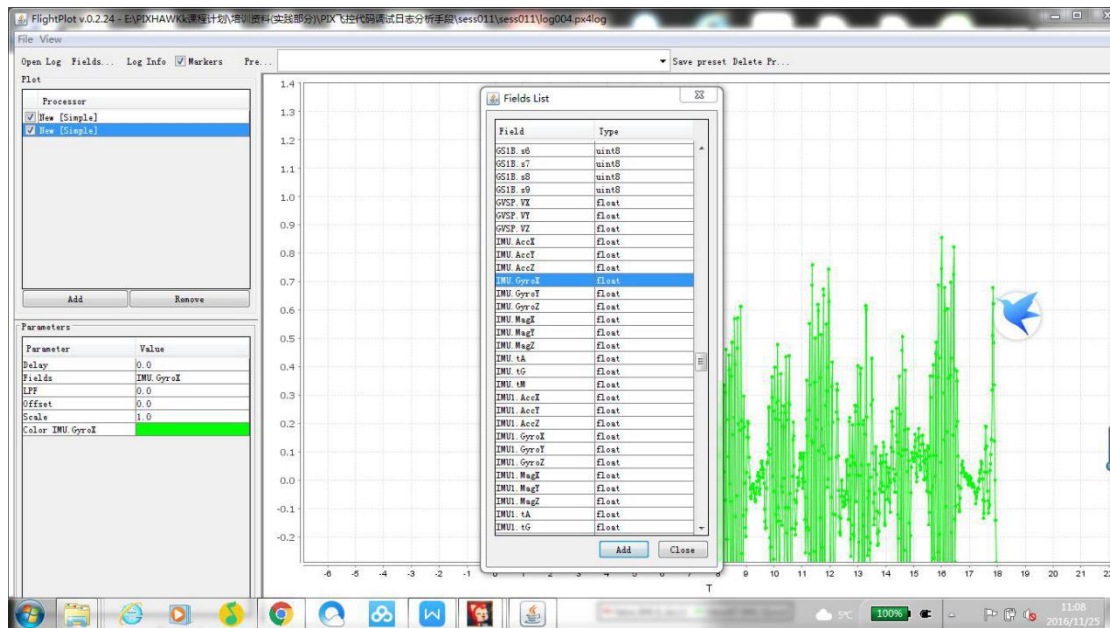 FlightPlot v.0.2.24 - E:\PIXHAWKk课程计划\培训资料(实践部分)\PIX飞控代码调试日志分析手段\sess011\sess011\log004.px4log
File View
Open Log Fields... Log Info Markers Pre... Save preset Delete Pr...
Plot
Processor
New [Simple]
New [Simple]
Add Remove
Parameters
Parameter Value
Delay 0.0
Fields IMU.GyroX
LPF 0.0
Offset 0.0
Scale 1.0
Color IMU.GyroX
1.4
1.3
1.2
1.1
1.0
0.9
0.8
0.7
0.6
0.5
0.4
0.3
0.2
0.1
0.0
-0.1
-0.2
Fields List
Field Type
GS1B.s6 uint8
GS1B.s7 uint8
GS1B.s8 uint8
GS1B.s9 uint8
GVSP.VX float
GVSP.VY float
GVSP.VZ float
IMU.AccX float
IMU.AccY float
IMU.AccZ float
IMU.GyroX float
IMU.GyroY float
IMU.GyroZ float
IMU.MagX float
IMU.MagY float
IMU.MagZ float
IMU.tA float
IMU.tG float
IMU.tM float
IMU1.AccX float
IMU1.AccY float
IMU1.AccZ float
IMU1.GyroX float
IMU1.GyroY float
IMU1.GyroZ float
IMU1.MagX float
IMU1.MagY float
IMU1.MagZ float
IMU1.tA float
IMU1.tG float
Add Close
-6 -5 -4 -3 -2 -1 0 1 2 3 4 5 6 7 8 9 10 11 12 13 14 15 16 17 18 19 20 21
T
5℃ 100% 11:08
2016/11/25